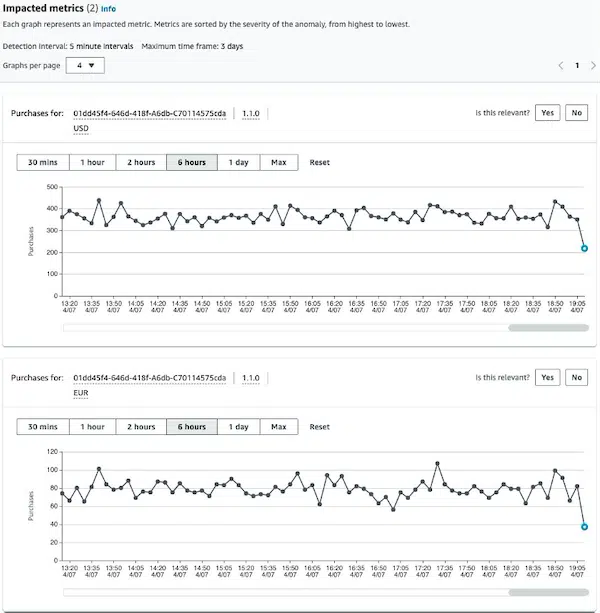 Impacted metrics (2) Info
Each graph represents an impacted metric. Metrics are sorted by the severity of the anomaly, from highest to lowest.
Detection interval: 5 minute intervals Maximum time frame: 3 days
Graphs per page 4 1
Purchases for: 01dd45f4-646d-418f-A6db-C70114575cda 1.1.0 Is this relevant? Yes No
USD
30 mins 1 hour 2 hours 6 hours 1 day Max Reset
500
400
300
200
100
0
Purchases
13:20 13:35 13:50 14:05 14:20 14:35 14:50 15:05 15:20 15:35 15:50 16:05 16:20 16:35 16:50 17:05 17:20 17:35 17:50 18:05 18:20 18:35 18:50 19:05
4/07 4/07 4/07 4/07 4/07 4/07 4/07 4/07 4/07 4/07 4/07 4/07 4/07 4/07 4/07 4/07 4/07 4/07 4/07 4/07 4/07 4/07 4/07 4/07
Purchases for: 01dd45f4-646d-418f-A6db-C70114575cda 1.1.0 Is this relevant? Yes No
EUR
30 mins 1 hour 2 hours 6 hours 1 day Max Reset
120
100
80
60
40
20
0
Purchases
13:20 13:35 13:50 14:05 14:20 14:35 14:50 15:05 15:20 15:35 15:50 16:05 16:20 16:35 16:50 17:05 17:20 17:35 17:50 18:05 18:20 18:35 18:50 19:05
4/07 4/07 4/07 4/07 4/07 4/07 4/07 4/07 4/07 4/07 4/07 4/07 4/07 4/07 4/07 4/07 4/07 4/07 4/07 4/07 4/07 4/07 4/07 4/07